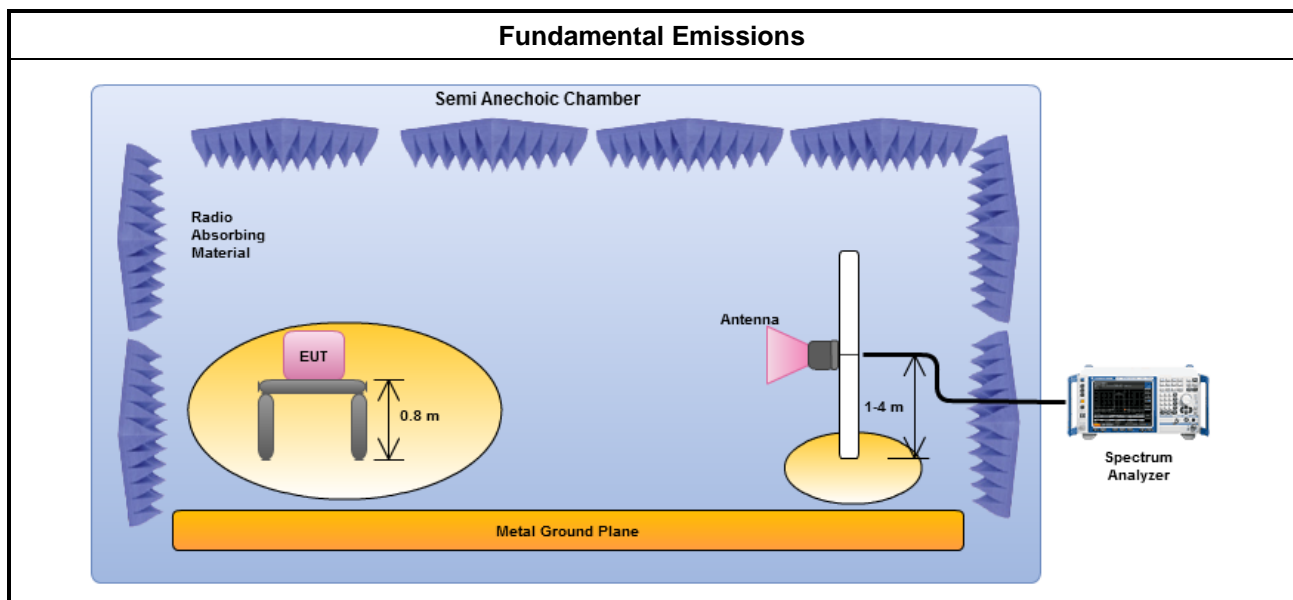 Fundamental Emissions
Semi Anechoic Chamber
Radio
Absorbing
Material
Antenna
EUT
0.8 m
1-4 m
Spectrum
Analyzer
Metal Ground Plane